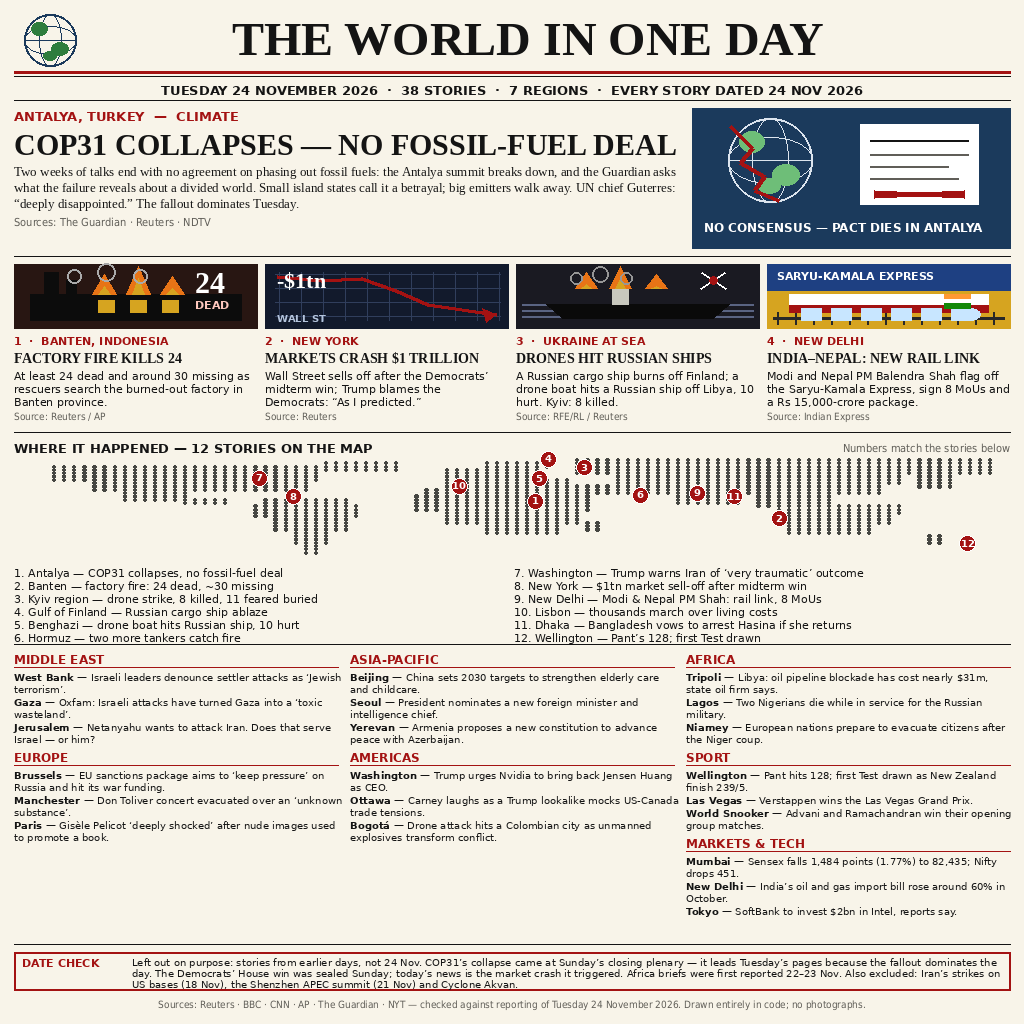 THE WORLD IN ONE DAY
TUESDAY 24 NOVEMBER 2026 · 38 STORIES · 7 REGIONS · EVERY STORY DATED 24 NOV 2026
ANTALYA, TURKEY — CLIMATE
COP31 COLLAPSES — NO FOSSIL-FUEL DEAL
Two weeks of talks end with no agreement on phasing out fossil fuels: the Antalya summit breaks down, and the Guardian asks
what the failure reveals about a divided world. Small island states call it a betrayal; big emitters walk away. UN chief Guterres:
“deeply disappointed.” The fallout dominates Tuesday.
Sources: The Guardian · Reuters · NDTV
NO CONSENSUS — PACT DIES IN ANTALYA
24
DEAD
1 · BANTEN, INDONESIA
FACTORY FIRE KILLS 24
At least 24 dead and around 30 missing as
rescuers search the burned-out factory in
Banten province.
Source: Reuters / AP
-$1tn
WALL ST
2 · NEW YORK
MARKETS CRASH $1 TRILLION
Wall Street sells off after the Democrats’
midterm win; Trump blames the
Democrats: “As I predicted.”
Source: Reuters
3 · UKRAINE AT SEA
DRONES HIT RUSSIAN SHIPS
A Russian cargo ship burns off Finland; a
drone boat hits a Russian ship off Libya, 10
hurt. Kyiv: 8 killed.
Source: RFE/RL / Reuters
SARYU-KAMALA EXPRESS
4 · NEW DELHI
INDIA–NEPAL: NEW RAIL LINK
Modi and Nepal PM Balendra Shah flag off
the Saryu-Kamala Express, sign 8 MoUs and
a Rs 15,000-crore package.
Source: Indian Express
WHERE IT HAPPENED — 12 STORIES ON THE MAP
Numbers match the stories below
4
3
7
5
10
8
6
9
11
1
2
12
1. Antalya — COP31 collapses, no fossil-fuel deal
2. Banten — factory fire: 24 dead, ~30 missing
3. Kyiv region — drone strike, 8 killed, 11 feared buried
4. Gulf of Finland — Russian cargo ship ablaze
5. Benghazi — drone boat hits Russian ship, 10 hurt
6. Hormuz — two more tankers catch fire
7. Washington — Trump warns Iran of ‘very traumatic’ outcome
8. New York — $1tn market sell-off after midterm win
9. New Delhi — Modi & Nepal PM Shah: rail link, 8 MoUs
10. Lisbon — thousands march over living costs
11. Dhaka — Bangladesh vows to arrest Hasina if she returns
12. Wellington — Pant’s 128; first Test drawn
MIDDLE EAST
West Bank — Israeli leaders denounce settler attacks as ‘Jewish
terrorism’.
Gaza — Oxfam: Israeli attacks have turned Gaza into a ‘toxic
wasteland’.
Jerusalem — Netanyahu wants to attack Iran. Does that serve
Israel — or him?
EUROPE
Brussels — EU sanctions package aims to ‘keep pressure’ on
Russia and hit its war funding.
Manchester — Don Toliver concert evacuated over an ‘unknown
substance’.
Paris — Gisèle Pelicot ‘deeply shocked’ after nude images used
to promote a book.
ASIA-PACIFIC
Beijing — China sets 2030 targets to strengthen elderly care
and childcare.
Seoul — President nominates a new foreign minister and
intelligence chief.
Yerevan — Armenia proposes a new constitution to advance
peace with Azerbaijan.
AMERICAS
Washington — Trump urges Nvidia to bring back Jensen Huang
as CEO.
Ottawa — Carney laughs as a Trump lookalike mocks US-Canada
trade tensions.
Bogotá — Drone attack hits a Colombian city as unmanned
explosives transform conflict.
AFRICA
Tripoli — Libya: oil pipeline blockade has cost nearly $31m,
state oil firm says.
Lagos — Two Nigerians die while in service for the Russian
military.
Niamey — European nations prepare to evacuate citizens after
the Niger coup.
SPORT
Wellington — Pant hits 128; first Test drawn as New Zealand
finish 239/5.
Las Vegas — Verstappen wins the Las Vegas Grand Prix.
World Snooker — Advani and Ramachandran win their opening
group matches.
MARKETS & TECH
Mumbai — Sensex falls 1,484 points (1.77%) to 82,435; Nifty
drops 451.
New Delhi — India’s oil and gas import bill rose around 60% in
October.
Tokyo — SoftBank to invest $2bn in Intel, reports say.
DATE CHECK
Left out on purpose: stories from earlier days, not 24 Nov. COP31’s collapse came at Sunday’s closing plenary — it leads Tuesday’s pages because the fallout dominates the
day. The Democrats’ House win was sealed Sunday; today’s news is the market crash it triggered. Africa briefs were first reported 22–23 Nov. Also excluded: Iran’s strikes on
US bases (18 Nov), the Shenzhen APEC summit (21 Nov) and Cyclone Akvan.
Sources: Reuters · BBC · CNN · AP · The Guardian · NYT — checked against reporting of Tuesday 24 November 2026. Drawn entirely in code; no photographs.